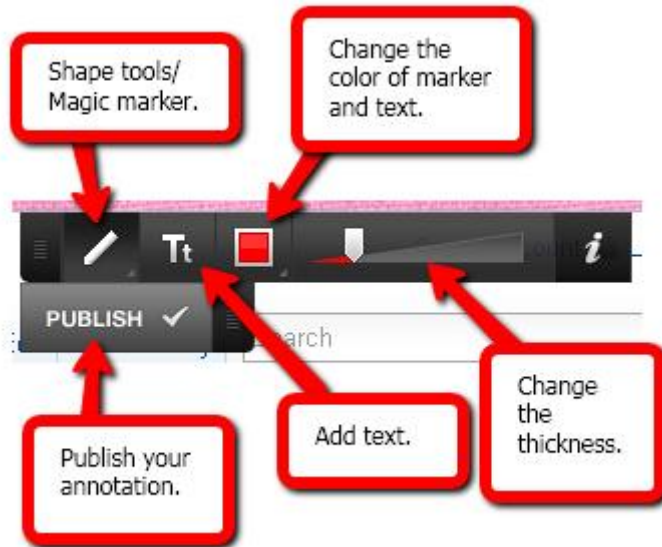 Shape tools/
Magic marker.
Change the
color of marker
and text.
Tt
i
PUBLISH
Search
Add text.
Change
the
thickness.
Publish your
annotation.